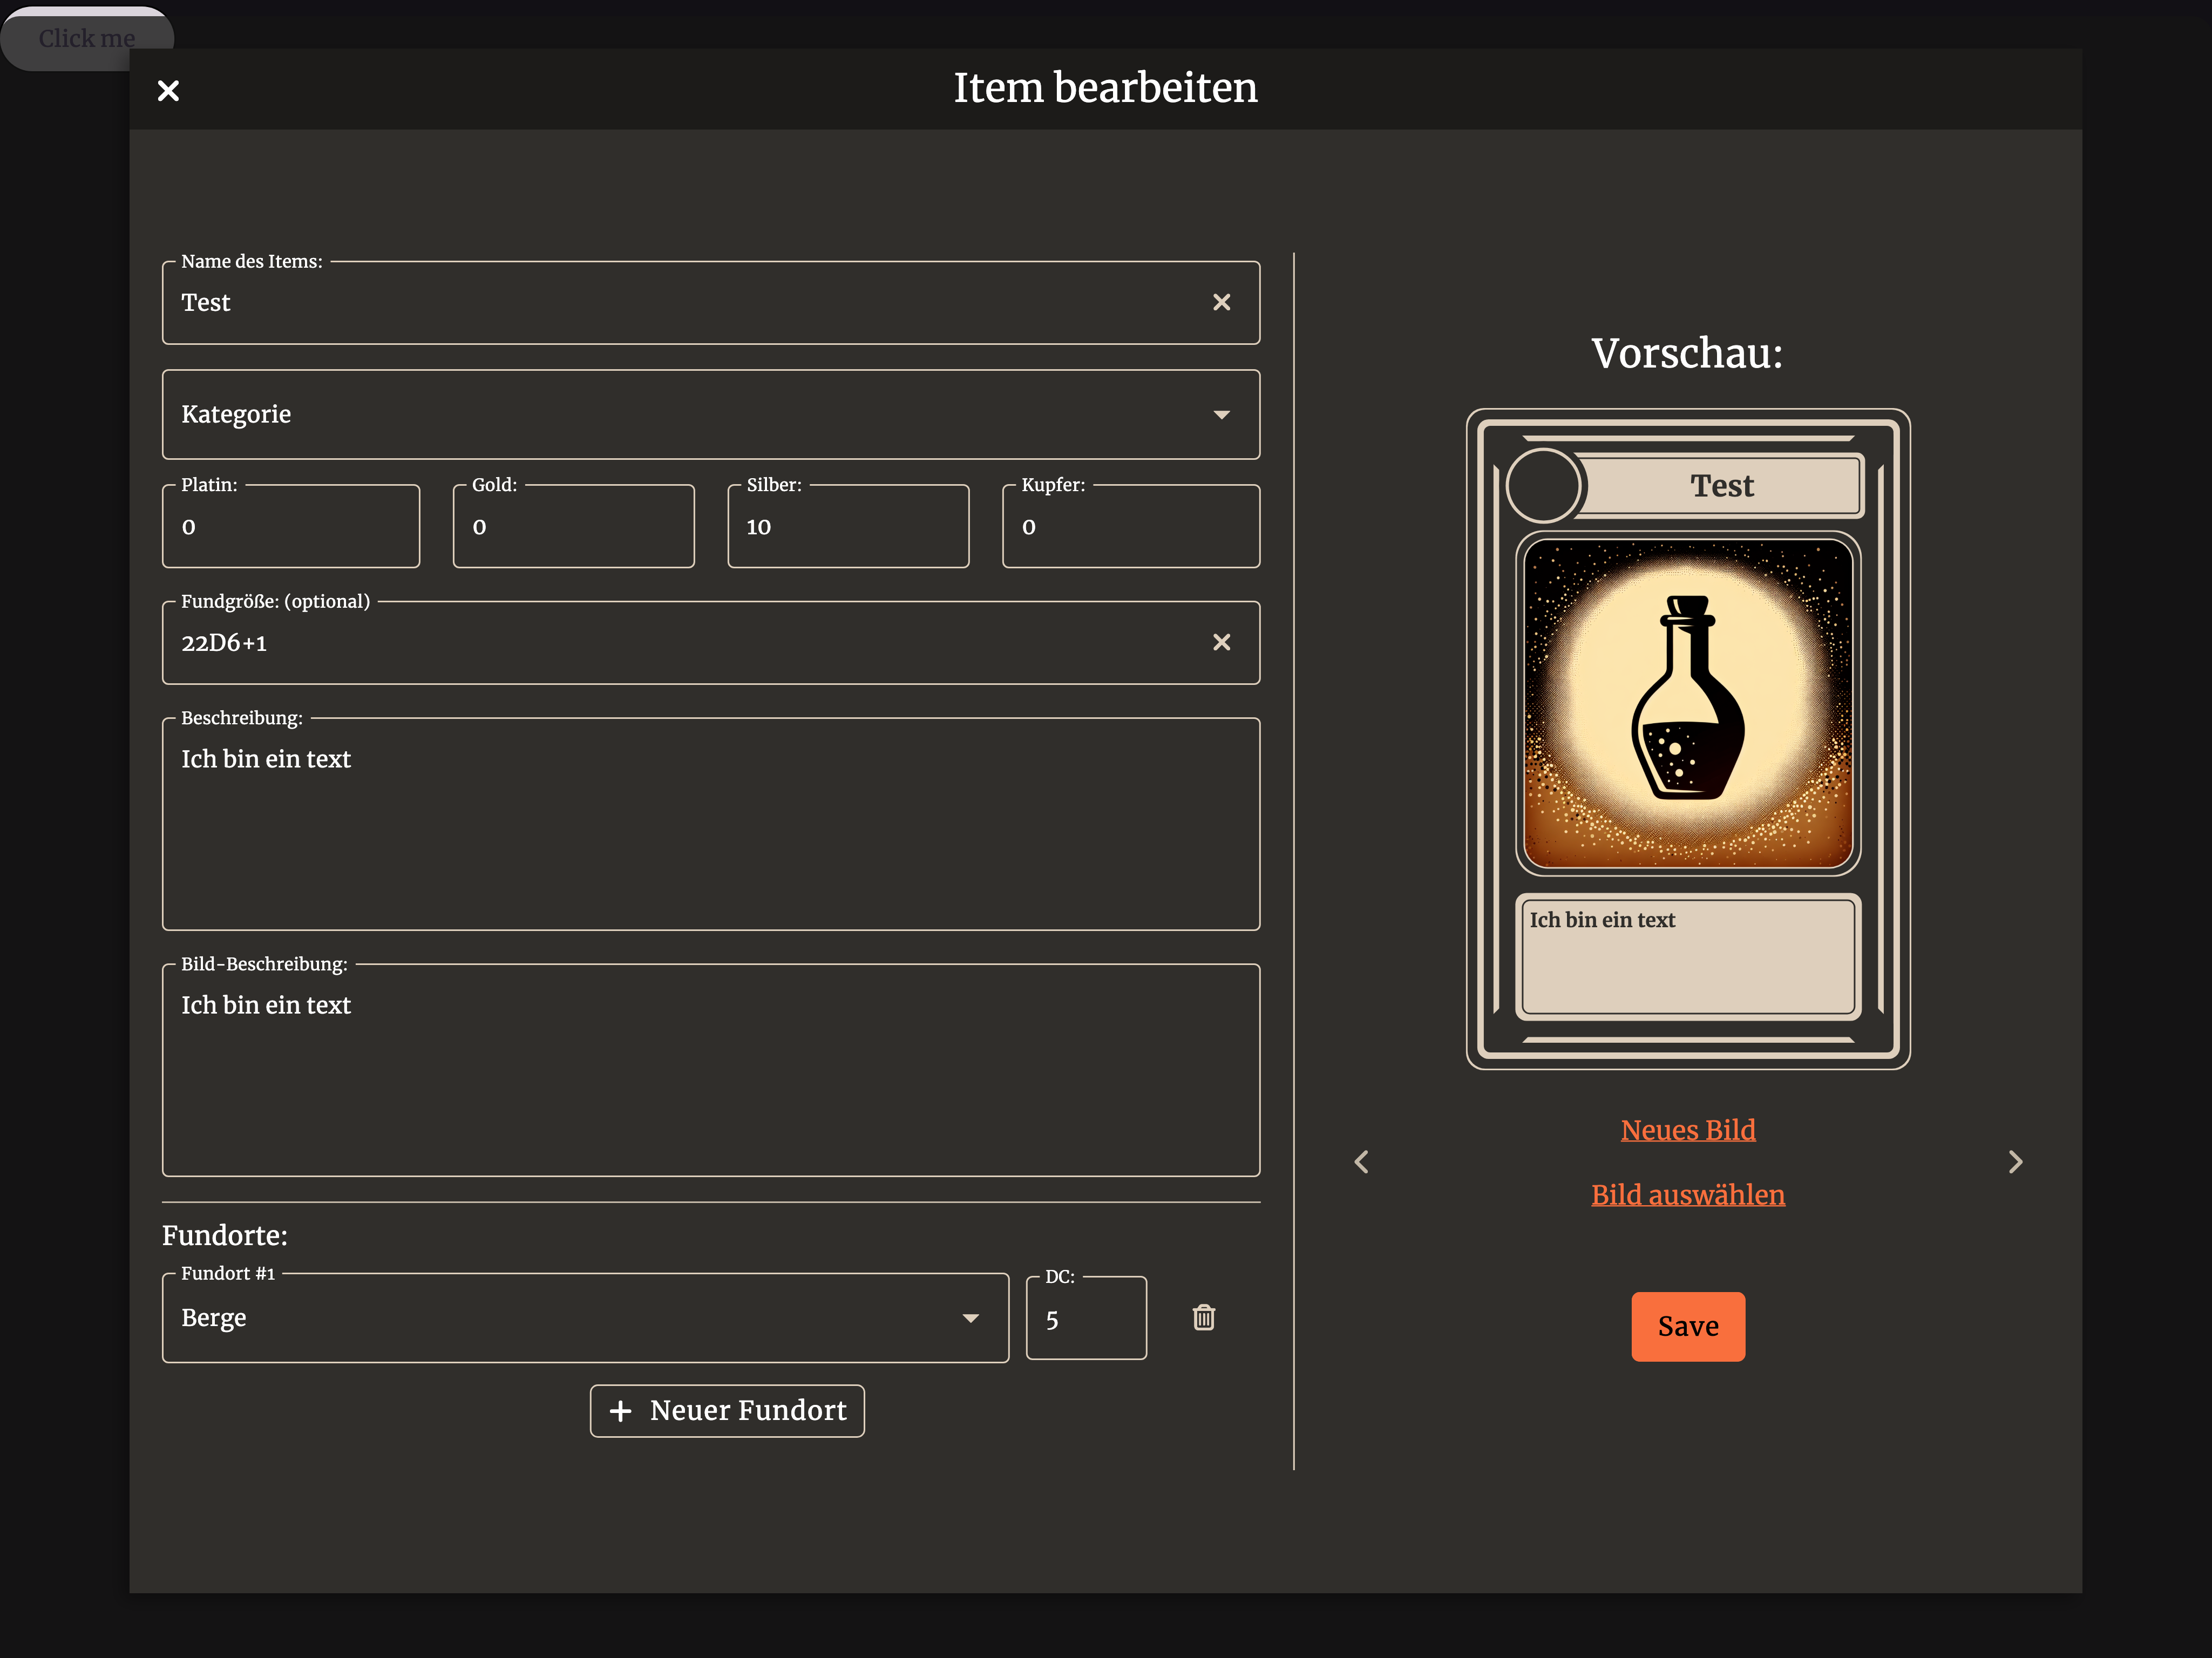 Click me
Item bearbeiten
Name des Items:
Test
Kategorie
Platin:
0
Gold:
0
Silber:
10
Kupfer:
0
Fundgröße: (optional)
22D6+1
Beschreibung:
Ich bin ein text
Bild-Beschreibung:
Ich bin ein text
Fundorte:
Fundort #1
Berge
DC:
5
+ Neuer Fundort
Vorschau:
Test
Ich bin ein text
Neues Bild
Bild auswählen
Save